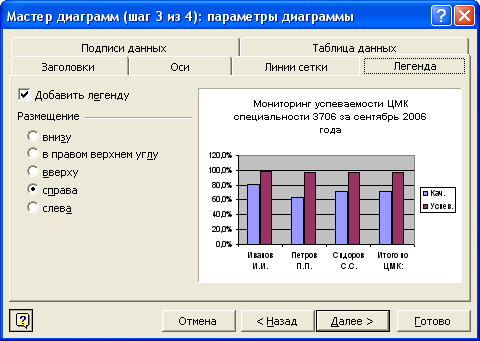 Мастер диаграмм (шаг 3 из 4): параметры диаграммы
Подписи данных
Таблица данных
Заголовки
Оси
Линии сетки
Легенда
Добавить легенду
Размещение
внизу
в правом верхнем углу
вверху
справа
слева
Мониторинг успеваемости ЦМК
специальности 3706 за сентябрь 2006
года
120,0%
100,0%
80,0%
60,0%
40,0%
20,0%
0,0%
Иванов И.И.
Петров П.П.
Сидоров С.С.
Итого по ЦМК:
Кач.
Успев.
Отмена
< Назад
Далее >
Готово